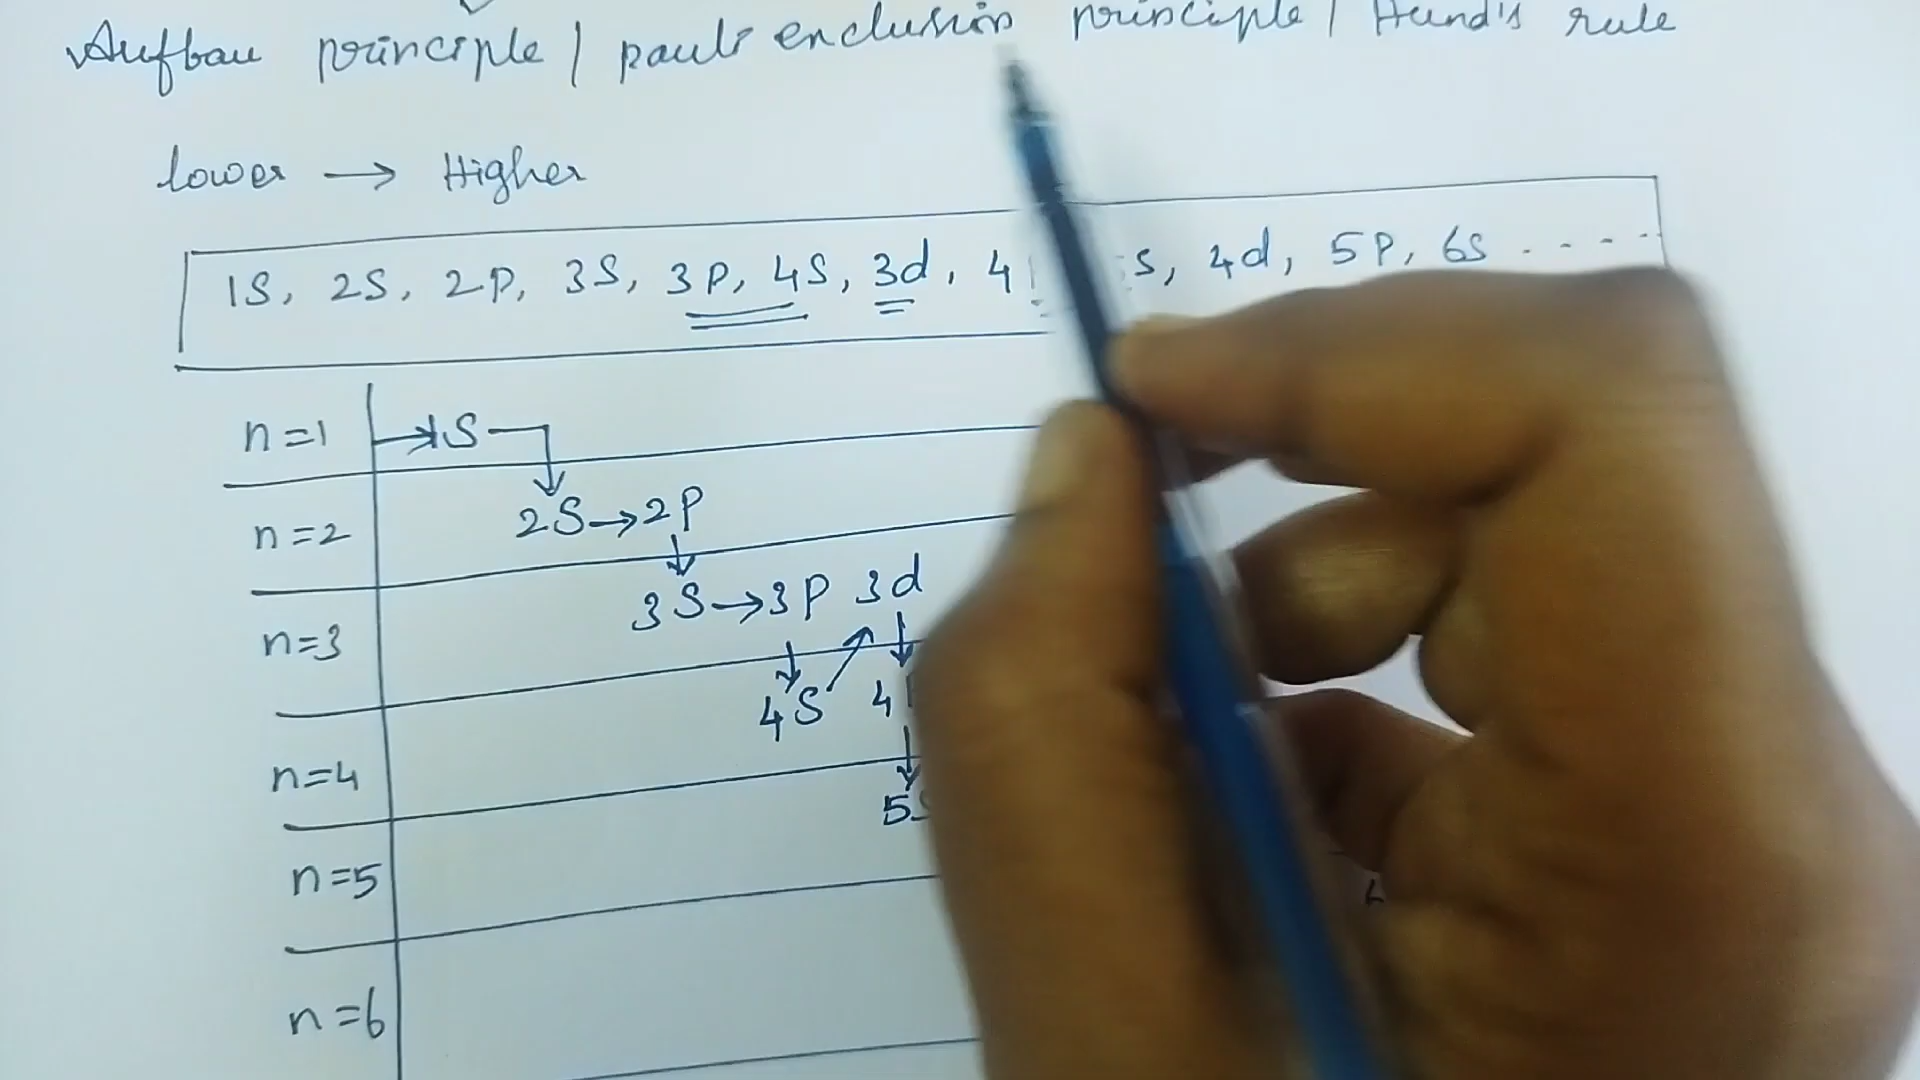 Aufbau principle / pauli exclusion principle / Hund's rule
lower → Higher
1S, 2S, 2P, 3S, 3P, 4S, 3d, 4 S, 4d, 5P, 6S . . . . .
n=1 → 1S
n=2 2S → 2P
n=3 3S → 3P 3d
4S 4
n=4
5S
n=5
n=6